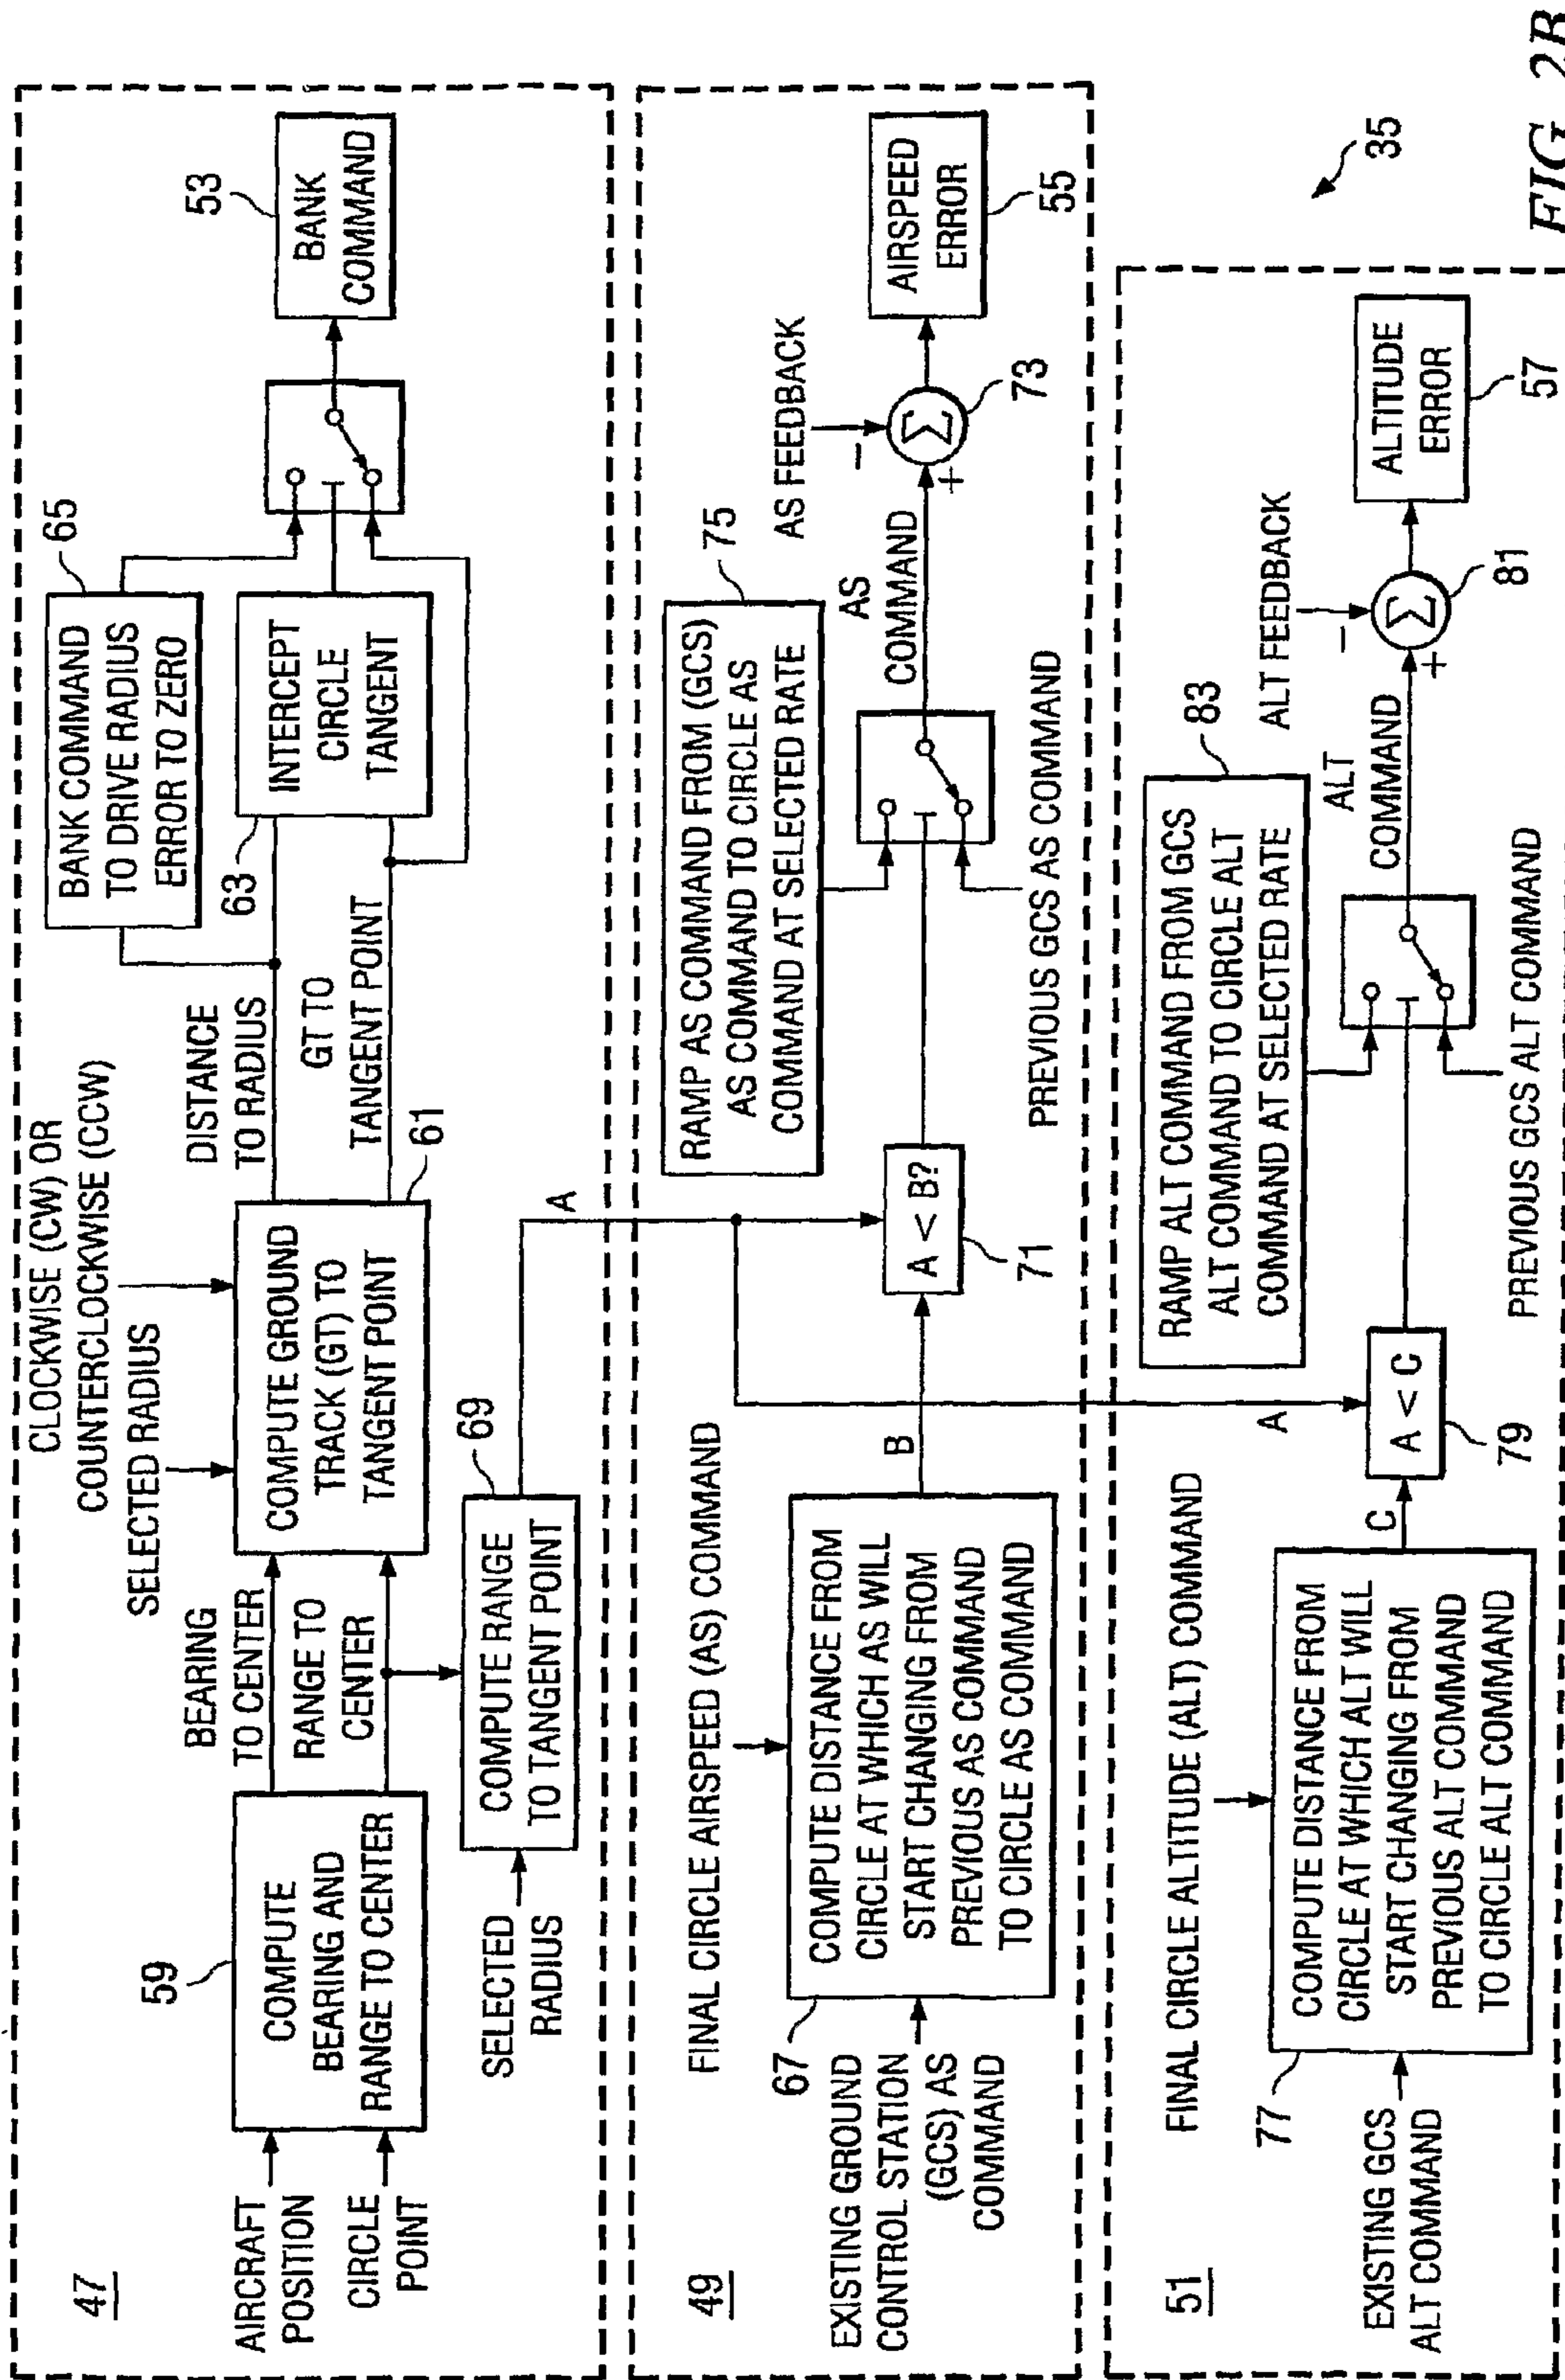 47
AIRCRAFT
POSITION
CIRCLE
POINT
59
COMPUTE
BEARING AND
RANGE TO CENTER
BEARING
TO CENTER
RANGE TO
CENTER
SELECTED RADIUS
CLOCKWISE (CW) OR
COUNTERCLOCKWISE (CCW)
COMPUTE GROUND
TRACK (GT) TO
TANGENT POINT
61
DISTANCE
TO RADIUS
GT TO
TANGENT POINT
65
BANK COMMAND
TO DRIVE RADIUS
ERROR TO ZERO
63
INTERCEPT
CIRCLE
TANGENT
53
BANK
COMMAND
SELECTED
RADIUS
69
COMPUTE RANGE
TO TANGENT POINT
A
49
FINAL CIRCLE AIRSPEED (AS) COMMAND
EXISTING GROUND
CONTROL STATION
(GCS) AS
COMMAND
67
COMPUTE DISTANCE FROM
CIRCLE AT WHICH AS WILL
START CHANGING FROM
PREVIOUS AS COMMAND
TO CIRCLE AS COMMAND
B
A < B?
71
75
RAMP AS COMMAND FROM (GCS)
AS COMMAND TO CIRCLE AS
COMMAND AT SELECTED RATE
PREVIOUS GCS AS COMMAND
AS
COMMAND
AS FEEDBACK
−
+
Σ
73
AIRSPEED
ERROR
55
51
FINAL CIRCLE ALTITUDE (ALT) COMMAND
EXISTING GCS
ALT COMMAND
77
COMPUTE DISTANCE FROM
CIRCLE AT WHICH ALT WILL
START CHANGING FROM
PREVIOUS ALT COMMAND
TO CIRCLE ALT COMMAND
C
A
A < C
79
83
RAMP ALT COMMAND FROM GCS
ALT COMMAND TO CIRCLE ALT
COMMAND AT SELECTED RATE
PREVIOUS GCS ALT COMMAND
ALT
COMMAND
ALT FEEDBACK
−
+
Σ
81
ALTITUDE
ERROR
57
35
FIG. 2B